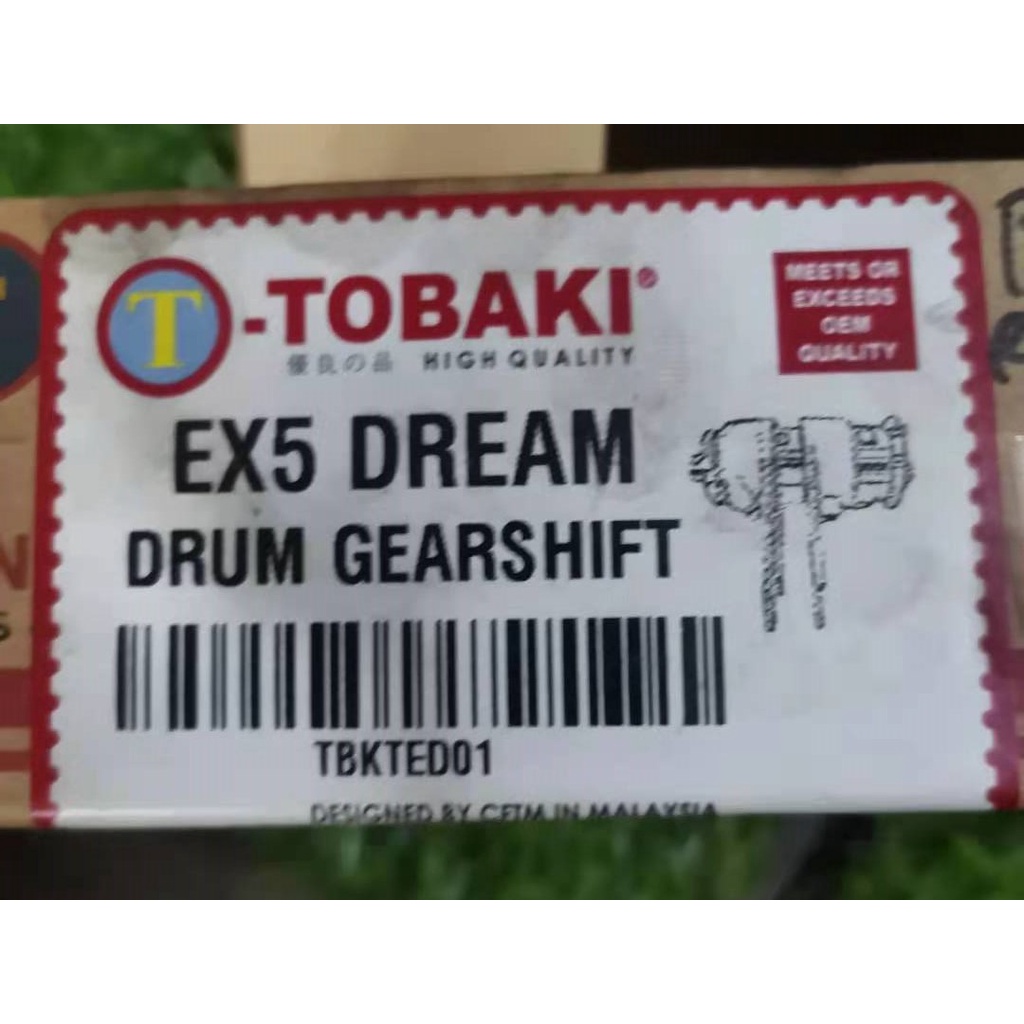 T-TOBAKI®
優良の品 HIGH QUALITY
MEETS OR
EXCEEDS
OEM
QUALITY
EX5 DREAM
DRUM GEARSHIFT
TBKTED01
DESIGNED BY CFTM IN MALAYSIA